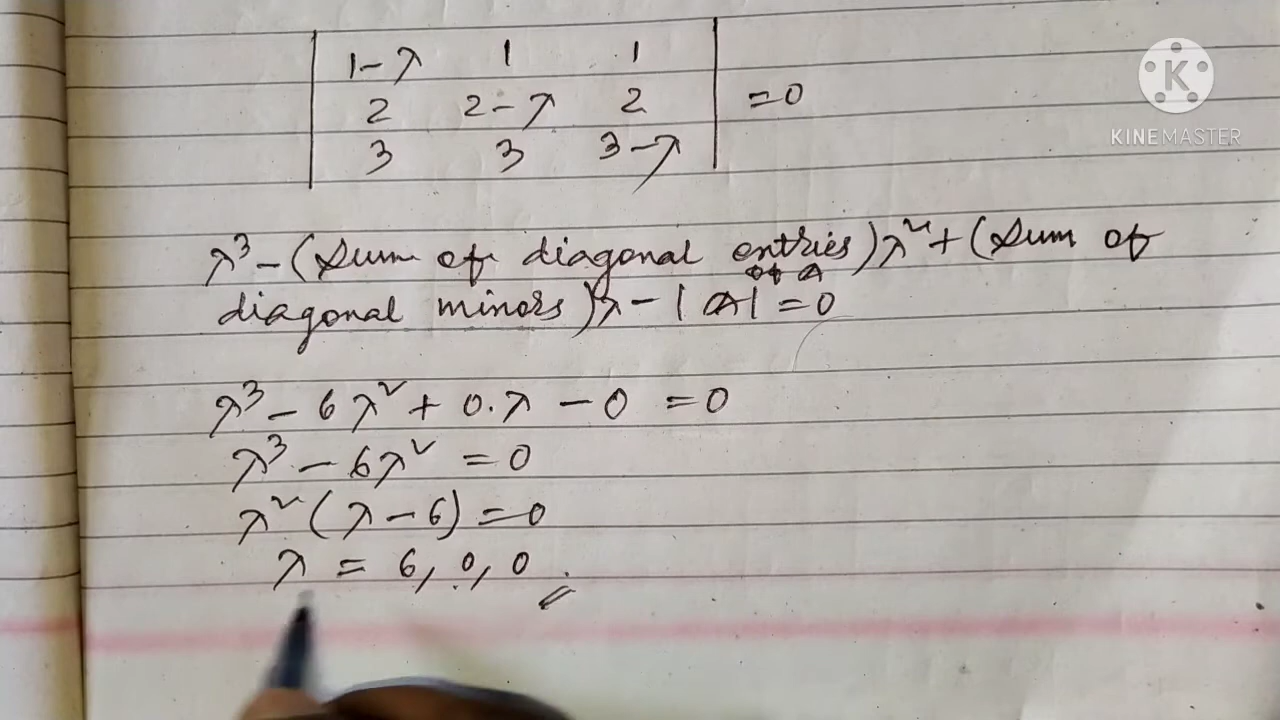 | 1-λ 1 1 |
| 2 2-λ 2 | =0
| 3 3 3-λ |
K
KINEMASTER
λ³-(Sum of diagonal entries)λ²+(Sum of
of A
diagonal minors)λ-|A|=0
λ³-6λ²+0.λ-0=0
λ³-6λ²=0
λ²(λ-6)=0
λ=6,0,0.